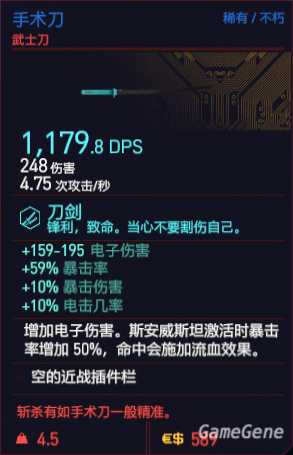 手术刀
稀有 / 不朽
武士刀
1,179.8 DPS
248 伤害
4.75 次攻击/秒
刀剑
锋利，致命。当心不要割伤自己。
+159-195 电子伤害
+59% 暴击率
+10% 暴击伤害
+10% 电击几率
增加电子伤害。斯安威斯坦激活时暴击
率增加 50%，命中会施加流血效果。
空的近战插件栏
斩杀有如手术刀一般精准。
4.5
€$ 589
GameGene